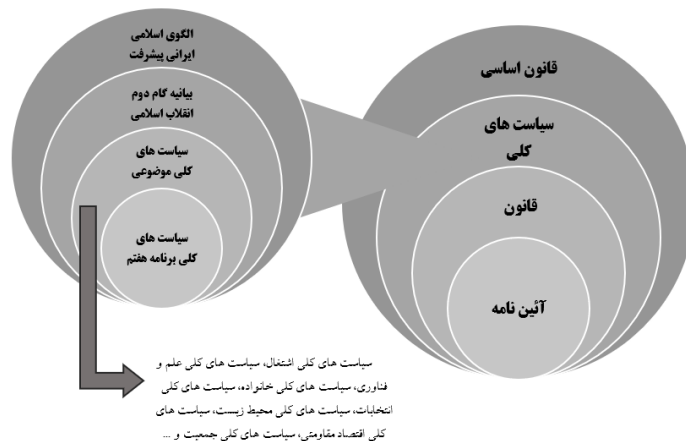 قانون اساسی
سیاست های
کلی
قانون
آئین نامه
الگوی اسلامی
ایرانی پیشرفت
بیانیه گام دوم
انقلاب اسلامی
سیاست های
کلی موضوعی
سیاست های
کلی برنامه هفتم
سیاست های کلی اشتغال، سیاست های کلی علم و
فناوری، سیاست های کلی خانواده، سیاست های کلی
انتخابات، سیاست های کلی محیط زیست، سیاست های
کلی اقتصاد مقاومتی، سیاست های کلی جمعیت و ...